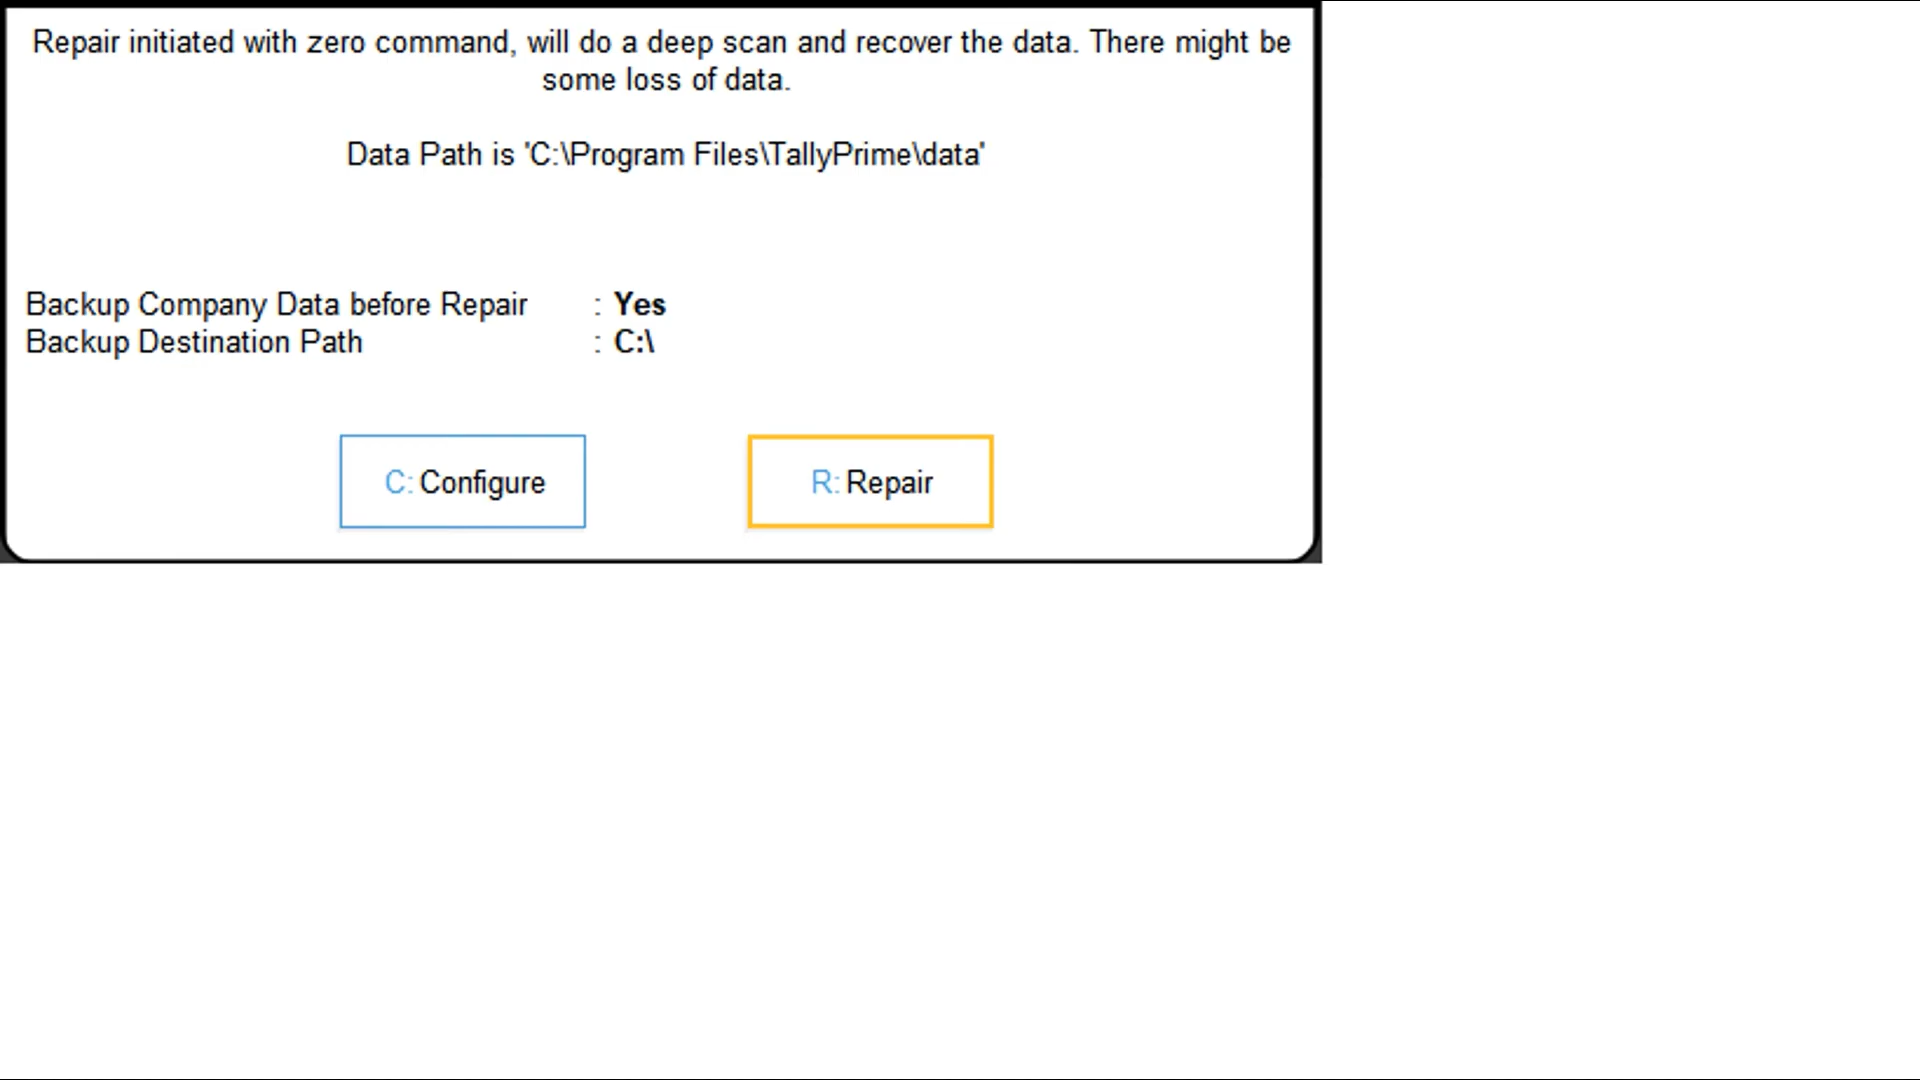 Repair initiated with zero command, will do a deep scan and recover the data. There might be
some loss of data.
Data Path is 'C:\Program Files\TallyPrime\data'
Backup Company Data before Repair : Yes
Backup Destination Path : C:\
C: Configure R: Repair